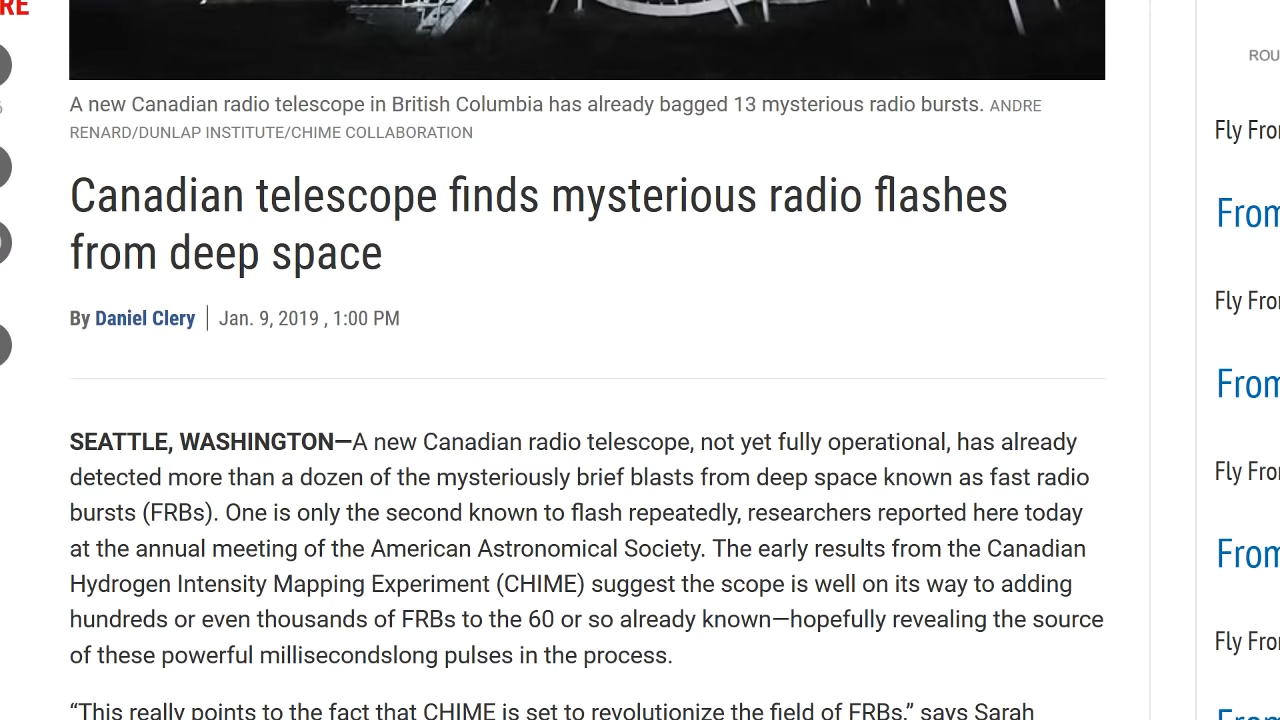 RE
A new Canadian radio telescope in British Columbia has already bagged 13 mysterious radio bursts. ANDRE
RENARD/DUNLAP INSTITUTE/CHIME COLLABORATION
Canadian telescope finds mysterious radio flashes
from deep space
By Daniel Clery | Jan. 9, 2019 , 1:00 PM
SEATTLE, WASHINGTON—A new Canadian radio telescope, not yet fully operational, has already
detected more than a dozen of the mysteriously brief blasts from deep space known as fast radio
bursts (FRBs). One is only the second known to flash repeatedly, researchers reported here today
at the annual meeting of the American Astronomical Society. The early results from the Canadian
Hydrogen Intensity Mapping Experiment (CHIME) suggest the scope is well on its way to adding
hundreds or even thousands of FRBs to the 60 or so already known—hopefully revealing the source
of these powerful millisecondslong pulses in the process.
“This really points to the fact that CHIME is set to revolutionize the field of FRBs,” says Sarah
ROU
Fly Fro
From
Fly Fro
From
Fly Fro
From
Fly Fro
From